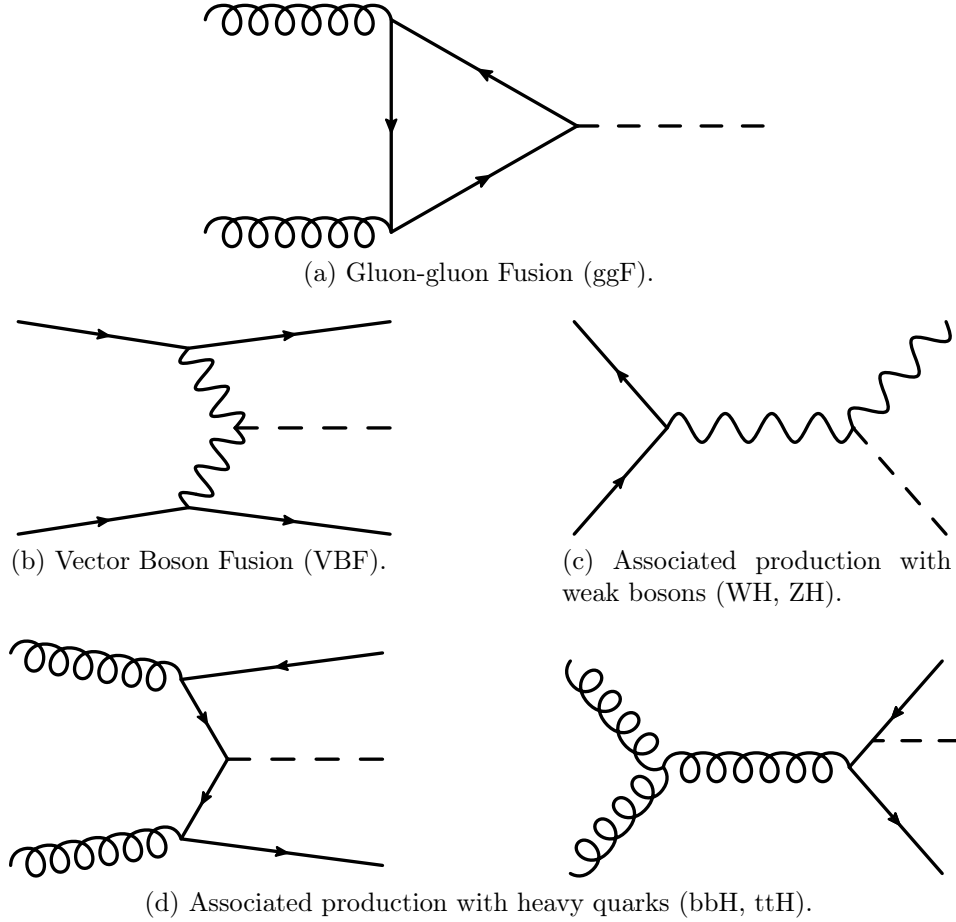 (a) Gluon-gluon Fusion (ggF).
(b) Vector Boson Fusion (VBF).
(c) Associated production with
weak bosons (WH, ZH).
(d) Associated production with heavy quarks (bbH, ttH).